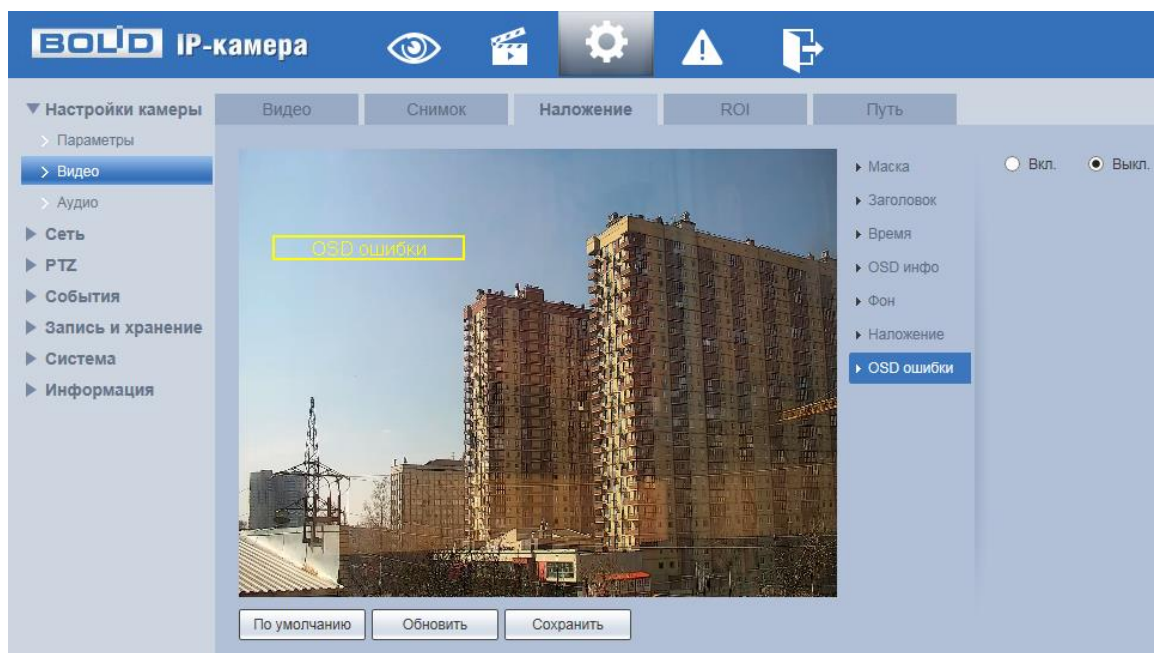 BOLID IP-камера
Настройки камеры
Параметры
Видео
Аудио
Сеть
PTZ
События
Запись и хранение
Система
Информация
Видео Снимок Наложение ROI Путь
OSD ошибки
Маска
Заголовок
Время
OSD инфо
Фон
Наложение
OSD ошибки
Вкл. Выкл.
По умолчанию Обновить Сохранить